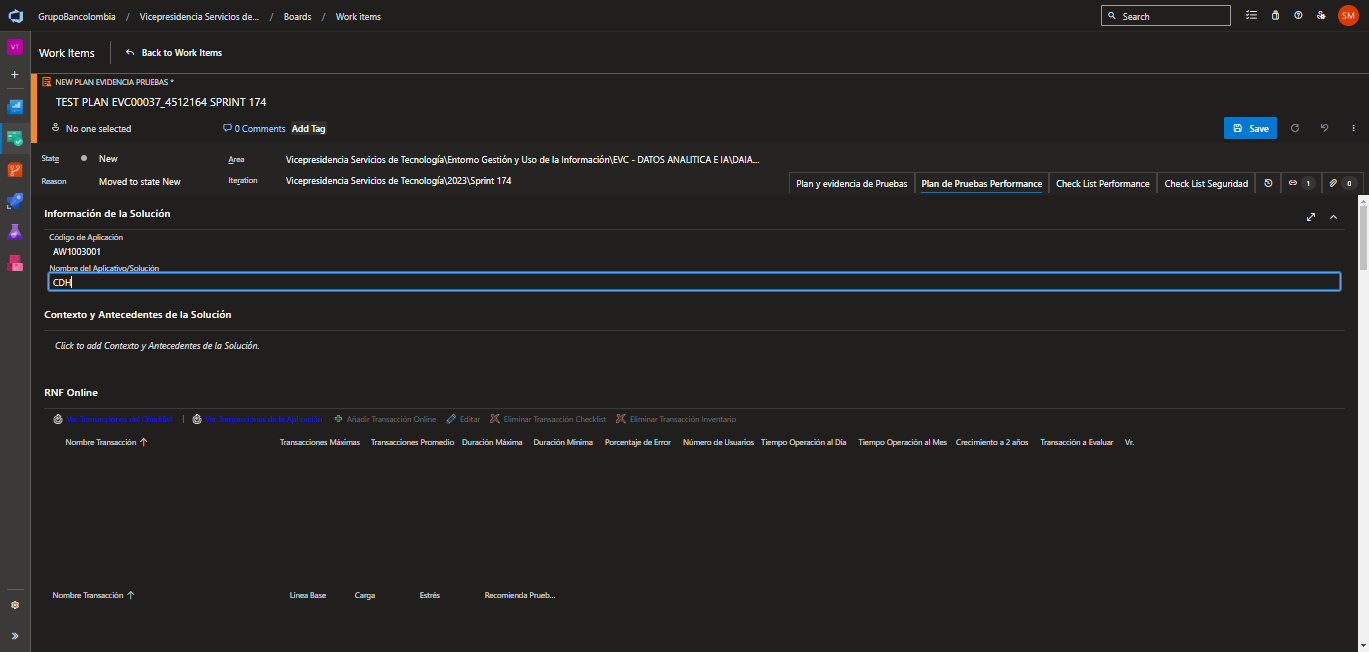 GrupoBancolombia / Vicepresidencia Servicios de... / Boards / Work items
Search
SM
VT
Work Items
Back to Work Items
NEW PLAN EVIDENCIA PRUEBAS *
TEST PLAN EVC00037_4512164 SPRINT 174
No one selected
0 Comments
Add Tag
Save
State New
Area Vicepresidencia Servicios de Tecnología\Entorno Gestión y Uso de la Información\EVC - DATOS ANALITICA E IA\DAIA...
Reason Moved to state New
Iteration Vicepresidencia Servicios de Tecnología\2023\Sprint 174
Plan y evidencia de Pruebas Plan de Pruebas Performance Check List Performance Check List Seguridad 1 0
Información de la Solución
Código de Aplicación
AW1003001
Nombre del Aplicativo/Solución
CDH
Contexto y Antecedentes de la Solución
Click to add Contexto y Antecedentes de la Solución.
RNF Online
Ver Transacciones del Checklist | Ver Transacciones de la Aplicación Añadir Transacción Online Editar Eliminar Transacción Checklist Eliminar Transacción Inventario
Nombre Transacción Transacciones Máximas Transacciones Promedio Duración Máxima Duración Mínima Porcentaje de Error Número de Usuarios Tiempo Operación al Día Tiempo Operación al Mes Crecimiento a 2 años Transacción a Evaluar Vr.
Nombre Transacción Línea Base Carga Estrés Recomienda Prueb...